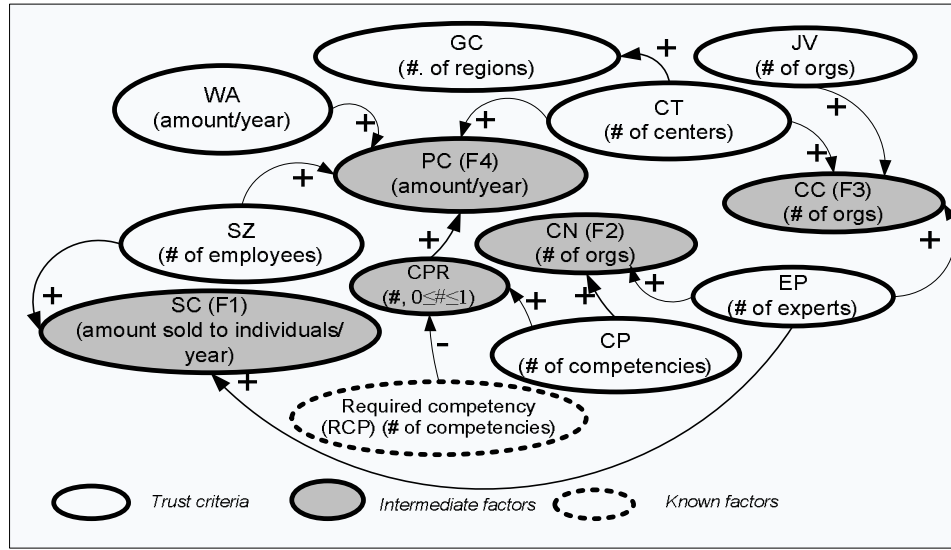 GC
(#. of regions)
+
JV
(# of orgs)
WA
(amount/year)
+
+
CT
(# of centers)
+
+
PC (F4)
(amount/year)
+
CC (F3)
(# of orgs)
SZ
(# of employees)
+
CN (F2)
(# of orgs)
+
CPR
(#, 0≤#≤1)
+
EP
(# of experts)
+
SC (F1)
(amount sold to individuals/
year)
+
+
-
CP
(# of competencies)
+
Required competency
(RCP) (# of competencies)
Trust criteria
Intermediate factors
Known factors